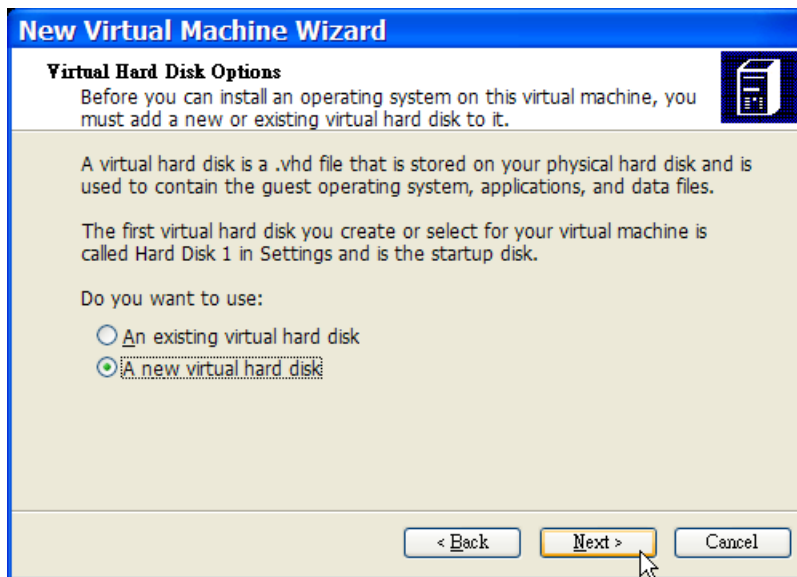 New Virtual Machine Wizard
Virtual Hard Disk Options
Before you can install an operating system on this virtual machine, you
must add a new or existing virtual hard disk to it.
A virtual hard disk is a .vhd file that is stored on your physical hard disk and is
used to contain the guest operating system, applications, and data files.
The first virtual hard disk you create or select for your virtual machine is
called Hard Disk 1 in Settings and is the startup disk.
Do you want to use:
An existing virtual hard disk
A new virtual hard disk
< Back Next > Cancel